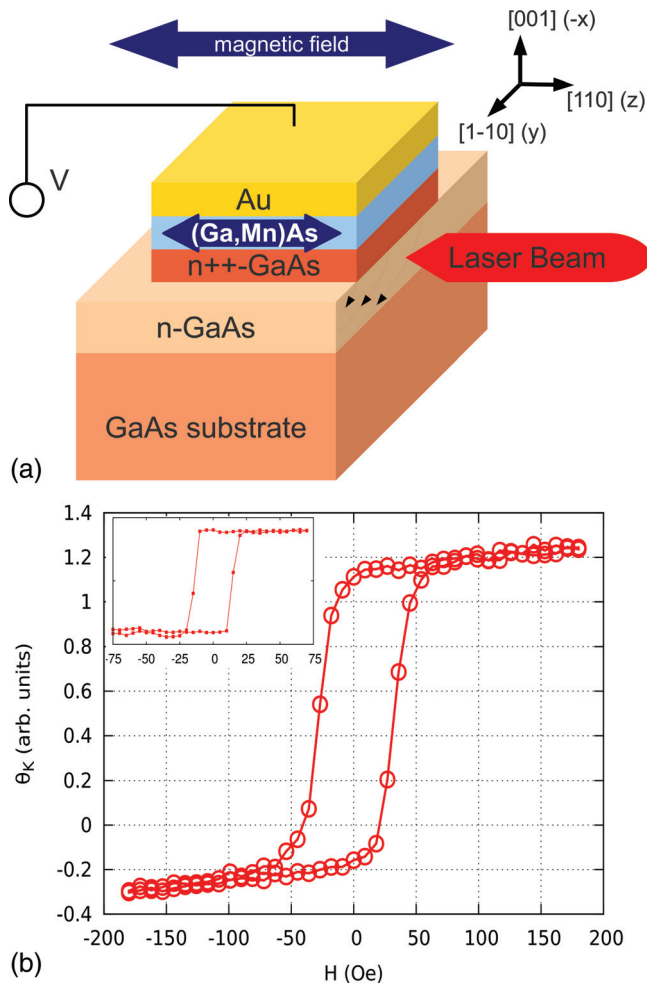 magnetic field
[001] (-x)
[110] (z)
[1-10] (y)
V
Au
(Ga,Mn)As
n++-GaAs
Laser Beam
n-GaAs
GaAs substrate
(a)
1.4
1.2
1
0.8
0.6
0.4
0.2
0
-0.2
-0.4
θK (arb. units)
-75 -50 -25 0 25 50 75
-200 -150 -100 -50 0 50 100 150 200
H (Oe)
(b)